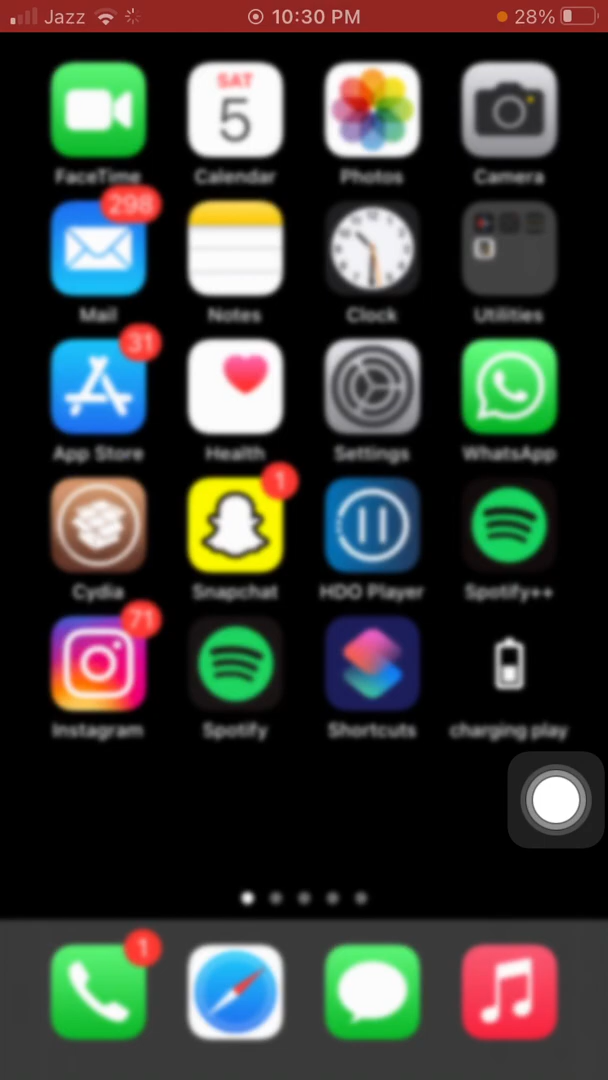 Jazz 10:30 PM 28%
SAT
5
FaceTime Calendar Photos Camera
298
Mail Notes Clock Utilities
31
App Store Health Settings WhatsApp
1
Cydia Snapchat HDO Player Spotify++
71
Instagram Spotify Shortcuts charging play
1